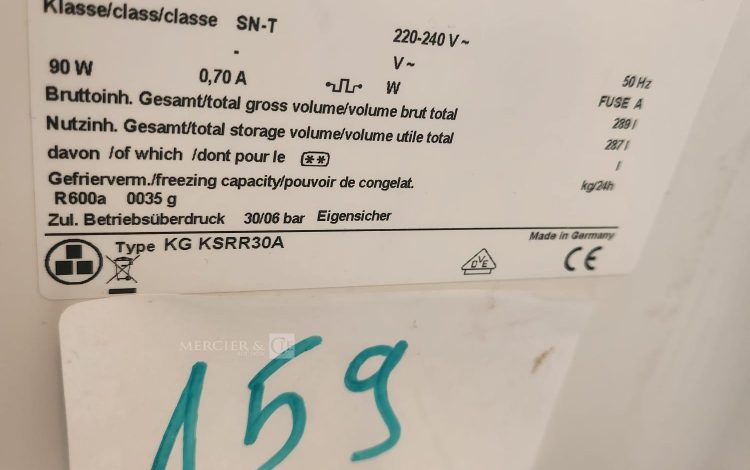 Klasse/class/classe SN-T 220-240 V ~
- V ~
90 W 0,70 A W 50 Hz
Bruttoinh. Gesamt/total gross volume/volume brut total FUSE A
Nutzinh. Gesamt/total storage volume/volume utile total 289 l
davon /of which /dont pour le ** 287 l
l
Gefrierverm./freezing capacity/pouvoir de congelat. kg/24h
R600a 0035 g
Zul. Betriebsüberdruck 30/06 bar Eigensicher
Type KG KSRR30A Made in Germany
DVE CE
MERCIER & CIE
159